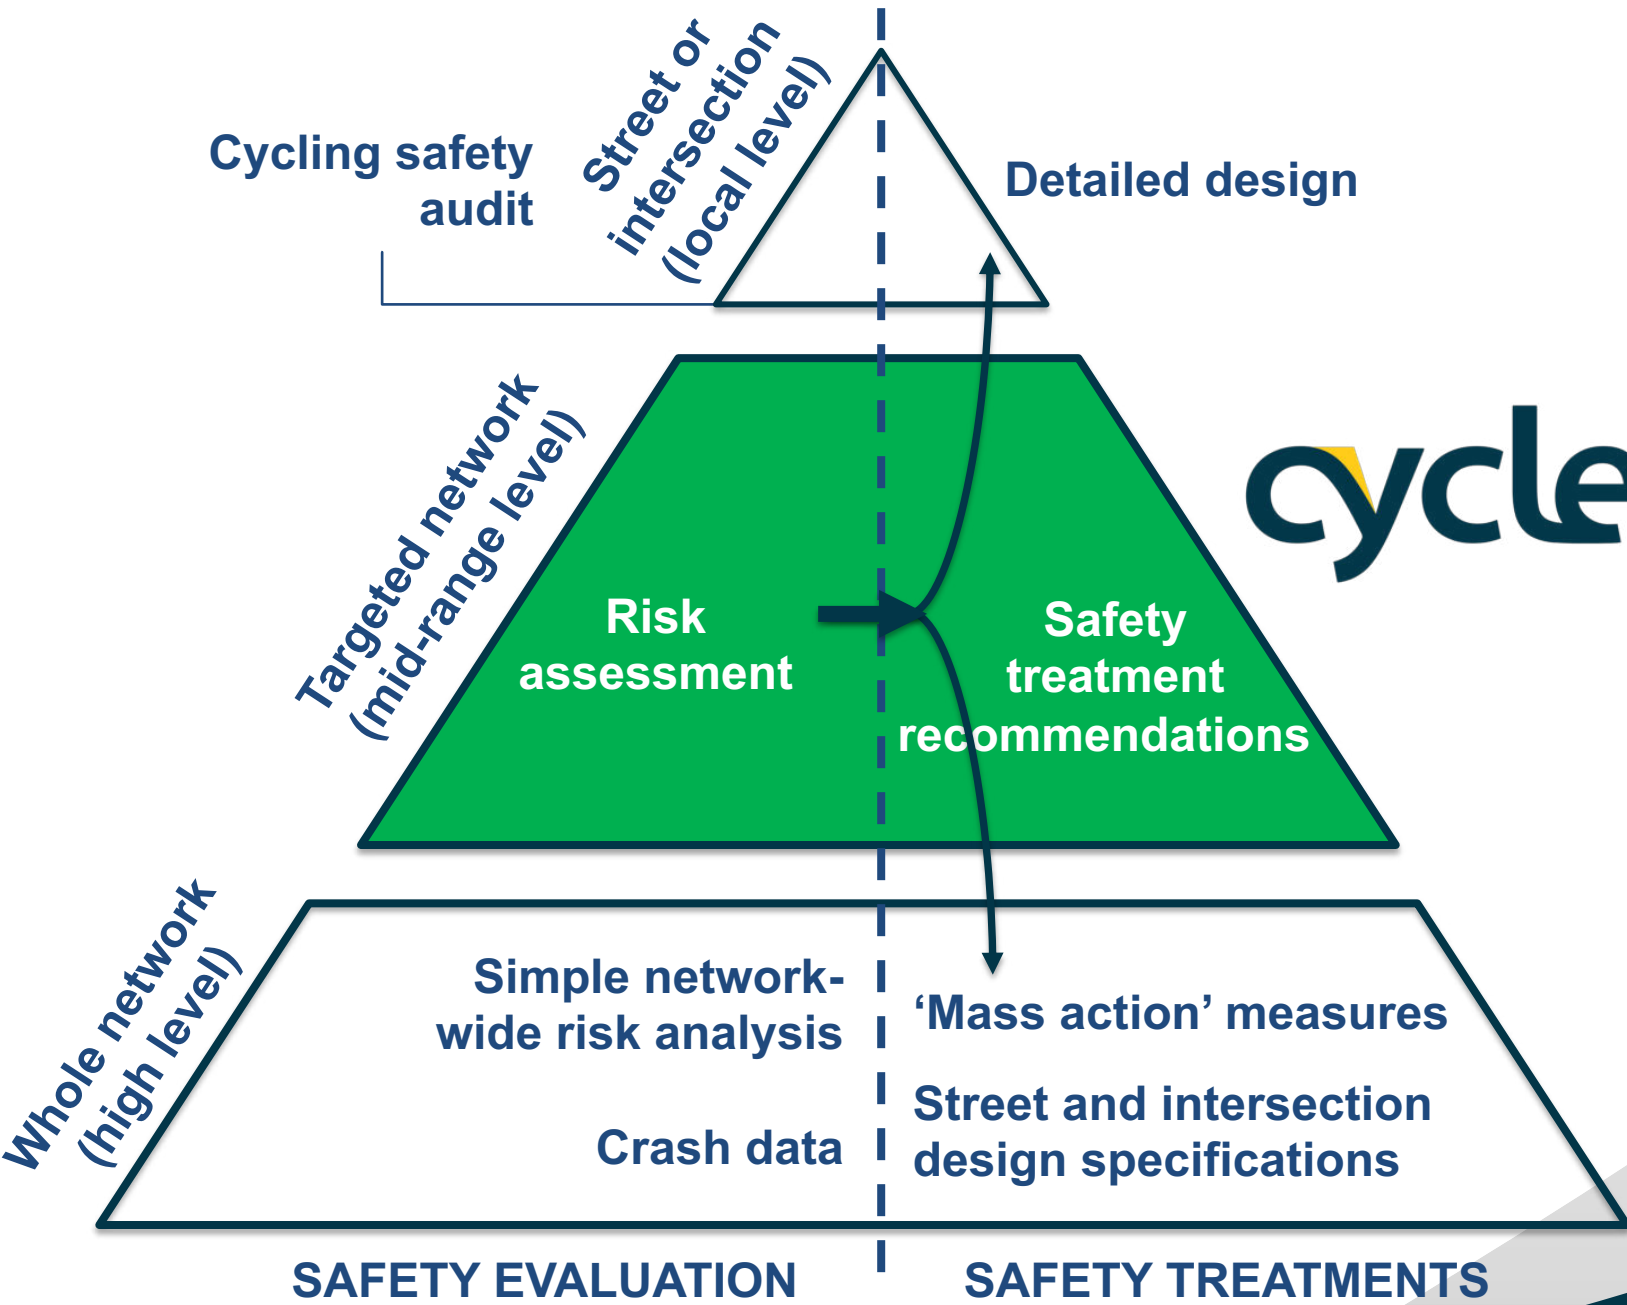 Street or
intersection
(local level)
Cycling safety
audit
Detailed design
Targeted network
(mid-range level)
cycle
Risk
assessment
Safety
treatment
recommendations
Whole network
(high level)
Simple network-
wide risk analysis
Crash data
‘Mass action’ measures
Street and intersection
design specifications
SAFETY EVALUATION
SAFETY TREATMENTS